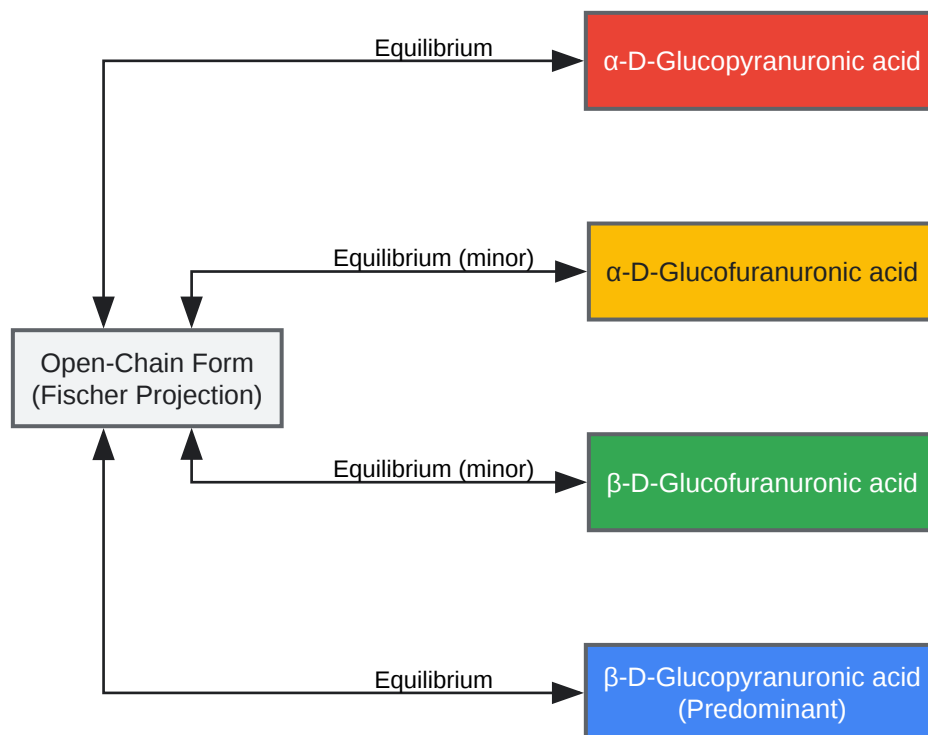 Equilibrium
α-D-Glucopyranuronic acid
Equilibrium (minor)
α-D-Glucofuranuronic acid
Open-Chain Form
(Fischer Projection)
Equilibrium (minor)
β-D-Glucofuranuronic acid
Equilibrium
β-D-Glucopyranuronic acid
(Predominant)